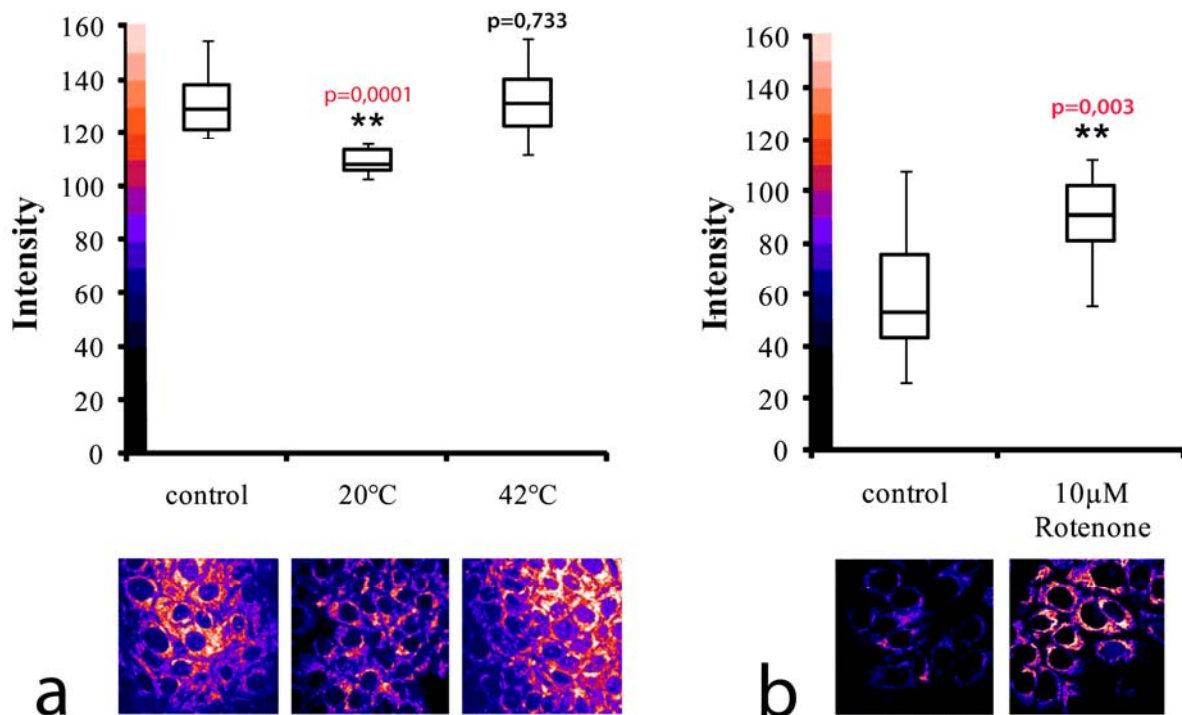 p=0,733
160
140
p=0,0001
**
120
100
80
60
40
20
0
Intensity
control
20°C
42°C
a
160
140
p=0,003
**
120
100
80
60
40
20
0
Intensity
control
10µM
Rotenone
b